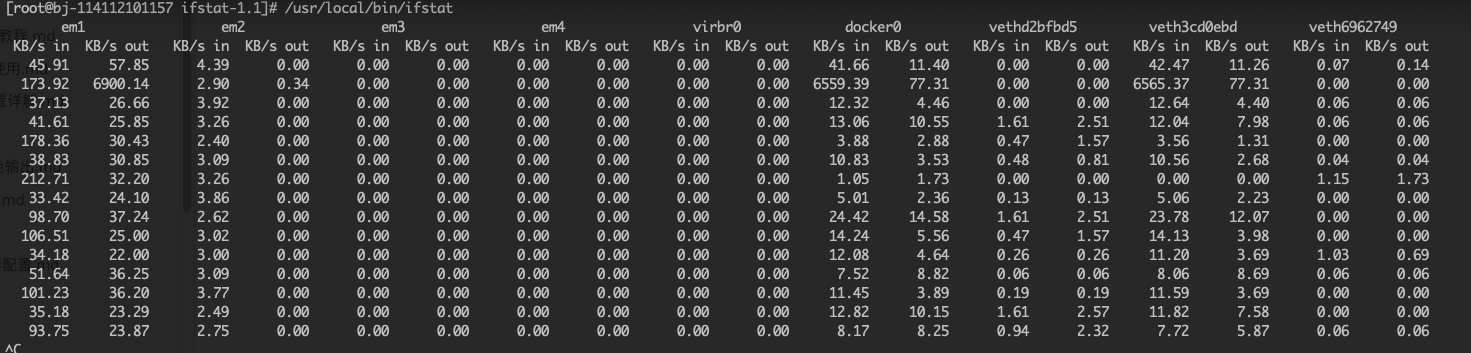 [root@bj-114112101157 ifstat-1.1]# /usr/local/bin/ifstat
em1 em2 em3 em4 virbr0 docker0 vethd2bfbd5 veth3cd0ebd veth6962749
KB/s in KB/s out KB/s in KB/s out KB/s in KB/s out KB/s in KB/s out KB/s in KB/s out KB/s in KB/s out KB/s in KB/s out KB/s in KB/s out KB/s in KB/s out
45.91 57.85 4.39 0.00 0.00 0.00 0.00 0.00 0.00 0.00 41.66 11.40 0.00 0.00 42.47 11.26 0.07 0.14
173.92 6900.14 2.90 0.34 0.00 0.00 0.00 0.00 0.00 0.00 6559.39 77.31 0.00 0.00 6565.37 77.31 0.00 0.00
37.13 26.66 3.92 0.00 0.00 0.00 0.00 0.00 0.00 0.00 12.32 4.46 0.00 0.00 12.64 4.40 0.06 0.06
41.61 25.85 3.26 0.00 0.00 0.00 0.00 0.00 0.00 0.00 13.06 10.55 1.61 2.51 12.04 7.98 0.06 0.06
178.36 30.43 2.40 0.00 0.00 0.00 0.00 0.00 0.00 0.00 3.88 2.88 0.47 1.57 3.56 1.31 0.00 0.00
38.83 30.85 3.09 0.00 0.00 0.00 0.00 0.00 0.00 0.00 10.83 3.53 0.48 0.81 10.56 2.68 0.04 0.04
212.71 32.20 3.26 0.00 0.00 0.00 0.00 0.00 0.00 0.00 1.05 1.73 0.00 0.00 0.00 0.00 1.15 1.73
33.42 24.10 3.86 0.00 0.00 0.00 0.00 0.00 0.00 0.00 5.01 2.36 0.13 0.13 5.06 2.23 0.00 0.00
98.70 37.24 2.62 0.00 0.00 0.00 0.00 0.00 0.00 0.00 24.42 14.58 1.61 2.51 23.78 12.07 0.00 0.00
106.51 25.00 3.02 0.00 0.00 0.00 0.00 0.00 0.00 0.00 14.24 5.56 0.47 1.57 14.13 3.98 0.00 0.00
34.18 22.00 3.00 0.00 0.00 0.00 0.00 0.00 0.00 0.00 12.08 4.64 0.26 0.26 11.20 3.69 1.03 0.69
51.64 36.25 3.09 0.00 0.00 0.00 0.00 0.00 0.00 0.00 7.52 8.82 0.06 0.06 8.06 8.69 0.06 0.06
101.23 36.20 3.77 0.00 0.00 0.00 0.00 0.00 0.00 0.00 11.45 3.89 0.19 0.19 11.59 3.69 0.00 0.00
35.18 23.29 2.49 0.00 0.00 0.00 0.00 0.00 0.00 0.00 12.82 10.15 1.61 2.57 11.82 7.58 0.06 0.06
93.75 23.87 2.75 0.00 0.00 0.00 0.00 0.00 0.00 0.00 8.17 8.25 0.94 2.32 7.72 5.87 0.06 0.06
^C